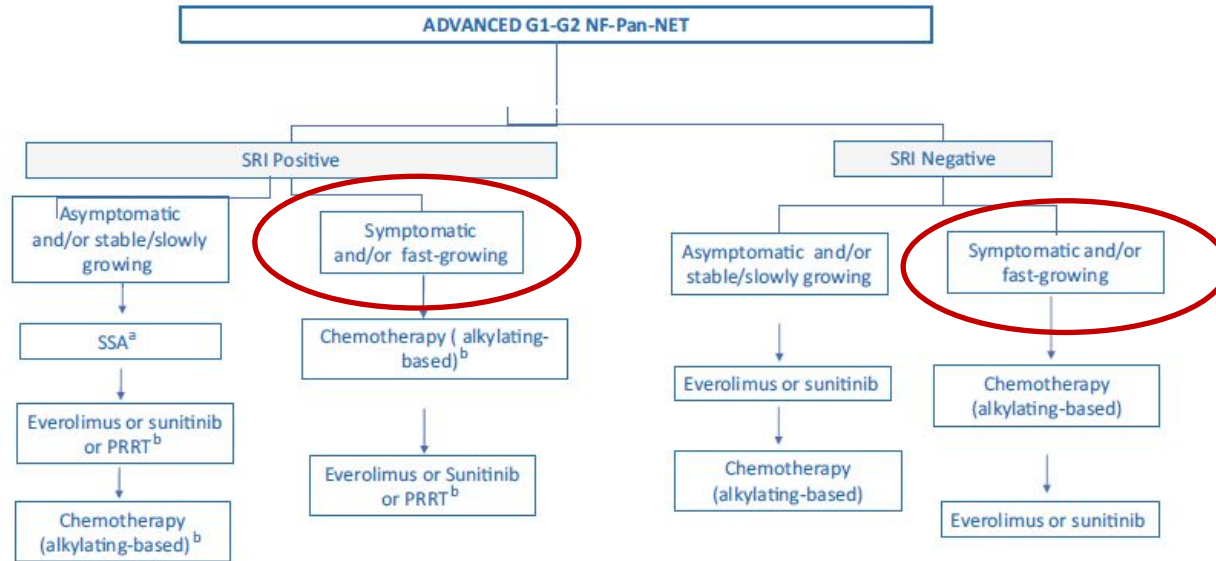 ADVANCED G1-G2 NF-Pan-NET
SRI Positive
SRI Negative
Asymptomatic
and/or stable/slowly
growing
Symptomatic
and/or fast-growing
Asymptomatic and/or
stable/slowly growing
Symptomatic and/or
fast-growing
SSAᵃ
Chemotherapy ( alkylating-
based)ᵇ
Everolimus or sunitinib
Chemotherapy
(alkylating-based)
Everolimus or sunitinib
or PRRTᵇ
Everolimus or Sunitinib
or PRRTᵇ
Chemotherapy
(alkylating-based)
Everolimus or sunitinib
Chemotherapy
(alkylating-based)ᵇ